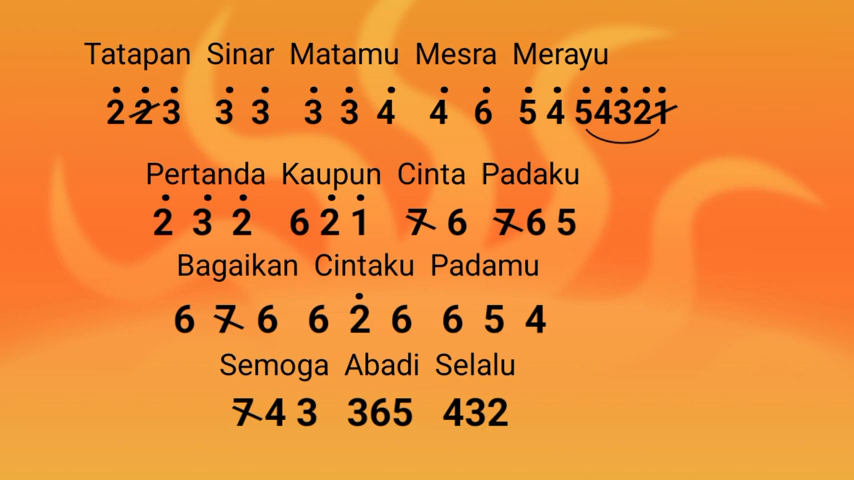 Tatapan Sinar Matamu Mesra Merayu
2̇ 2̸̇ 3̇ 3̇ 3̇ 3̇ 3̇ 4̇ 4̇ 6̇ 5̇ 4̇ 5̇4̇3̇2̇1̸̇
Pertanda Kaupun Cinta Padaku
2̇ 3̇ 2̇ 6 2̇ 1̇ 7̸ 6 7̸ 6 5
Bagaikan Cintaku Padamu
6 7̸ 6 6 2̇ 6 6 5 4
Semoga Abadi Selalu
7̸ 4 3 365 432